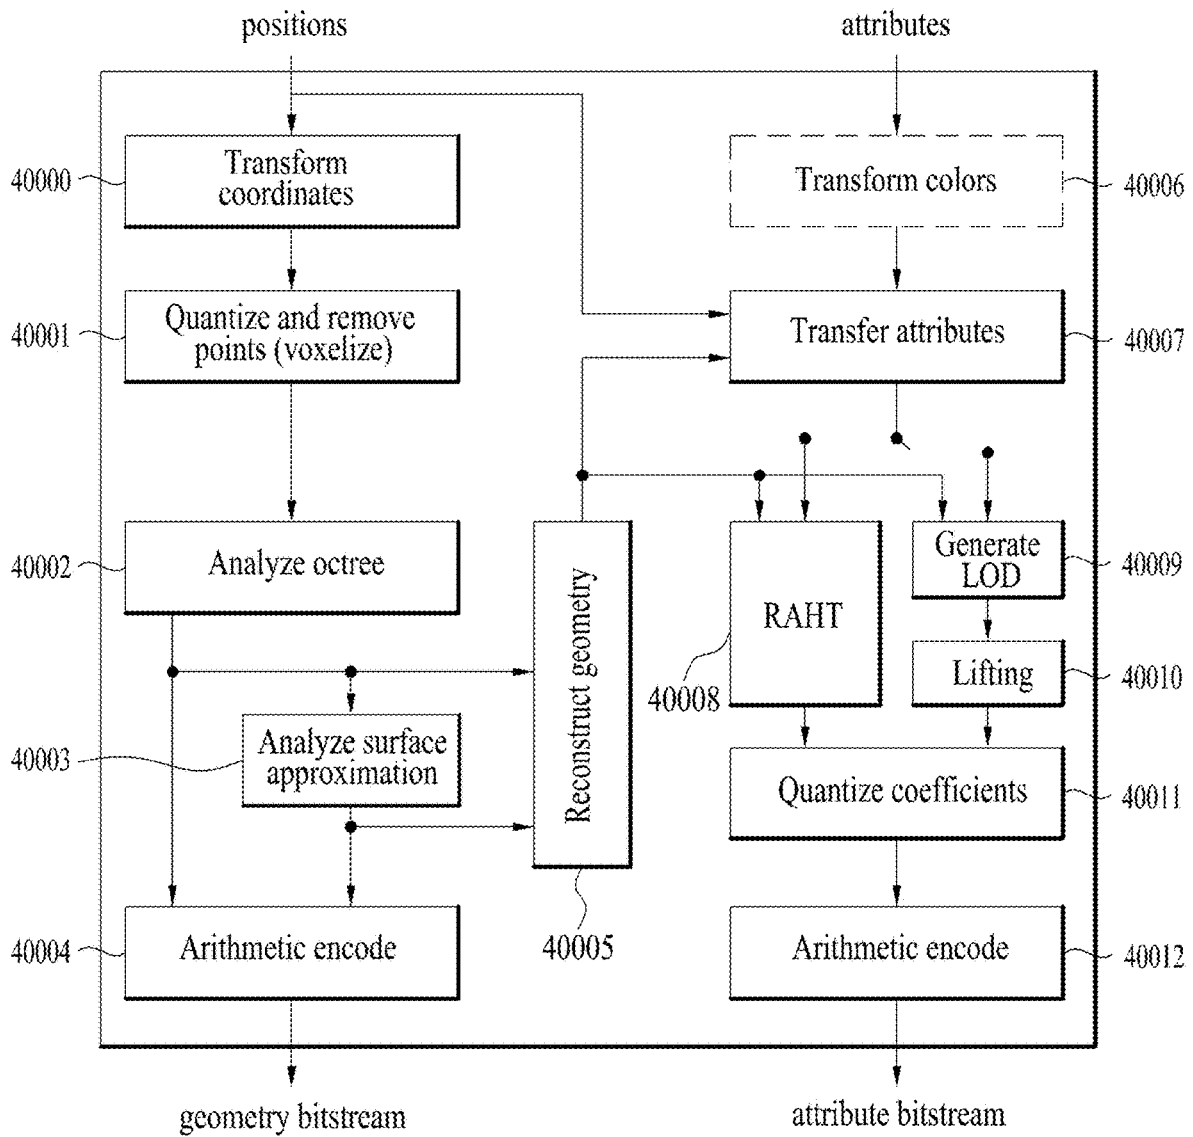 positions
attributes
Transform
coordinates
40000
Transform colors
40006
Quantize and remove
points (voxelize)
40001
Transfer attributes
40007
Analyze octree
40002
Reconstruct geometry
40005
RAHT
40008
Generate
LOD
40009
Lifting
40010
Analyze surface
approximation
40003
Quantize coefficients
40011
Arithmetic encode
40004
Arithmetic encode
40012
geometry bitstream
attribute bitstream